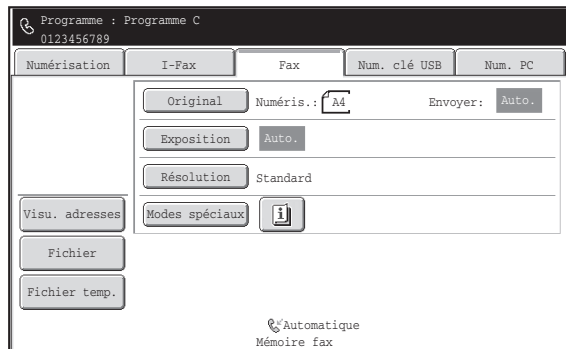 Programme : Programme C
0123456789
Numérisation I-Fax Fax Num. clé USB Num. PC
Original Numéris.: A4 Envoyer: Auto.
Exposition Auto.
Résolution Standard
Visu. adresses Modes spéciaux
Fichier
Fichier temp.
Automatique
Mémoire fax